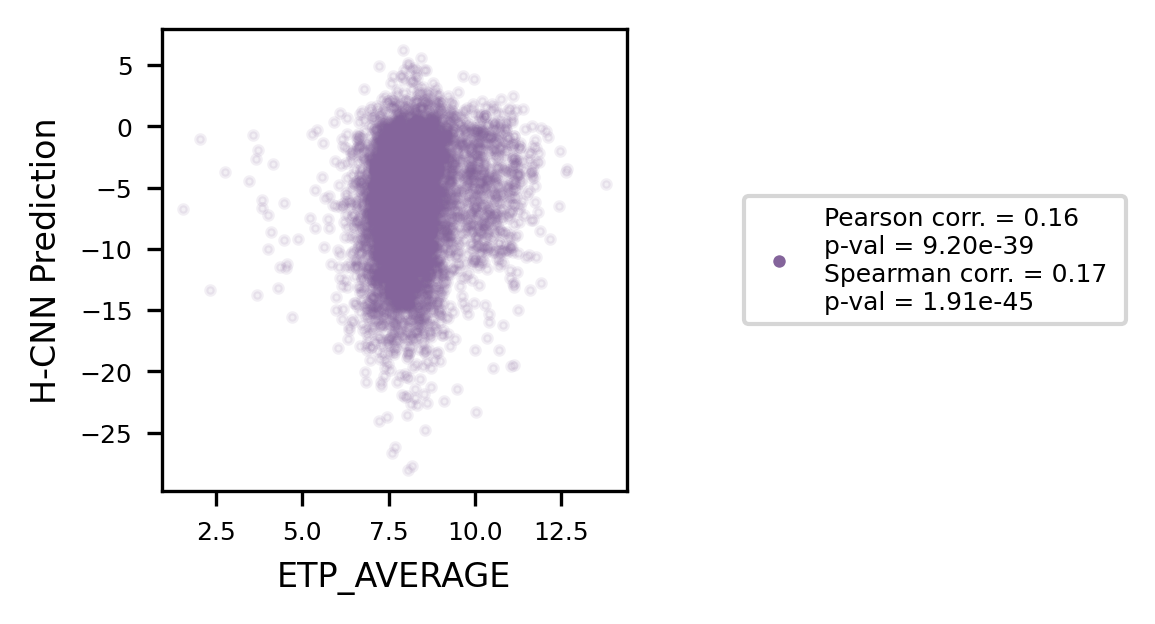 5
0
−5
−10
−15
−20
−25
H-CNN Prediction
2.5 5.0 7.5 10.0 12.5
ETP_AVERAGE
Pearson corr. = 0.16
p-val = 9.20e-39
Spearman corr. = 0.17
p-val = 1.91e-45